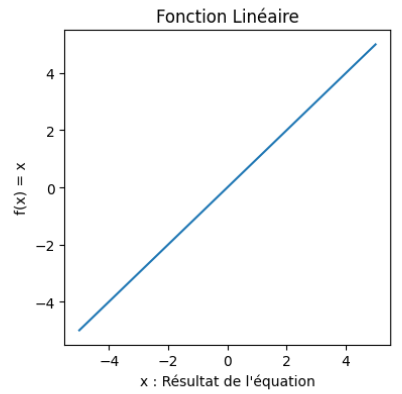 Fonction Linéaire
4
2
0
−2
−4
f(x) = x
−4 −2 0 2 4
x : Résultat de l'équation